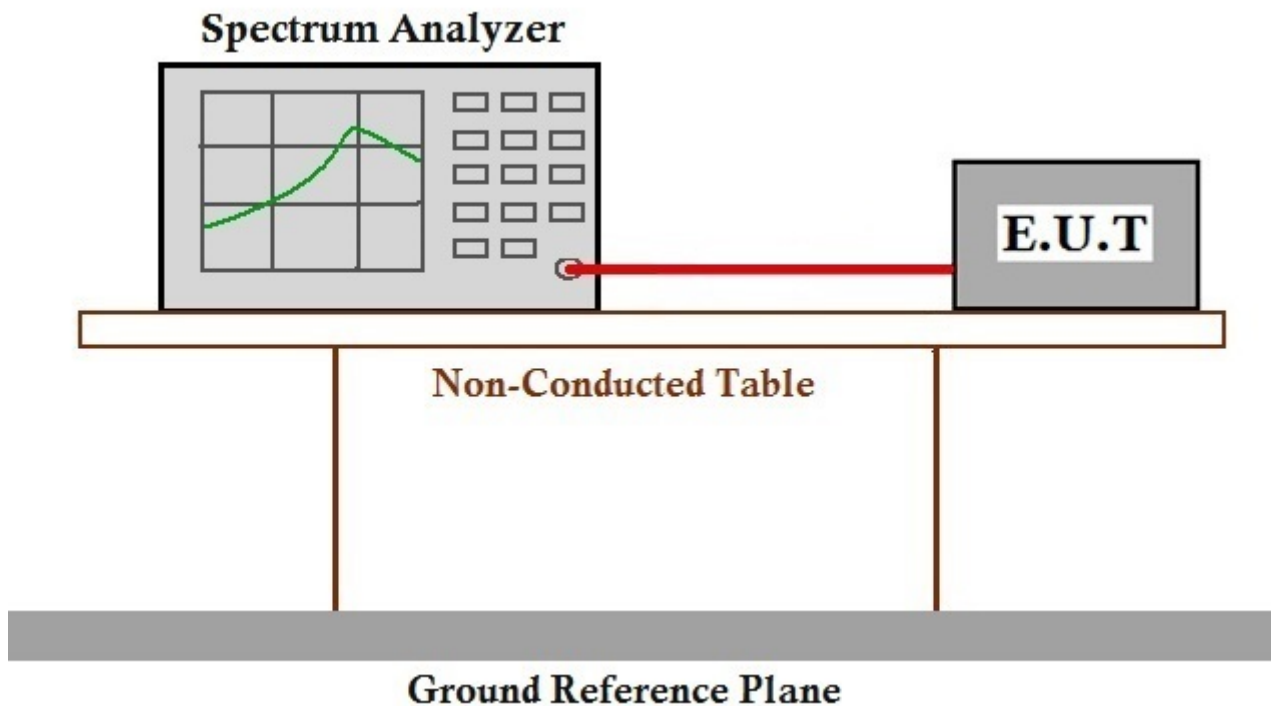 Spectrum Analyzer
E.U.T
Non-Conducted Table
Ground Reference Plane